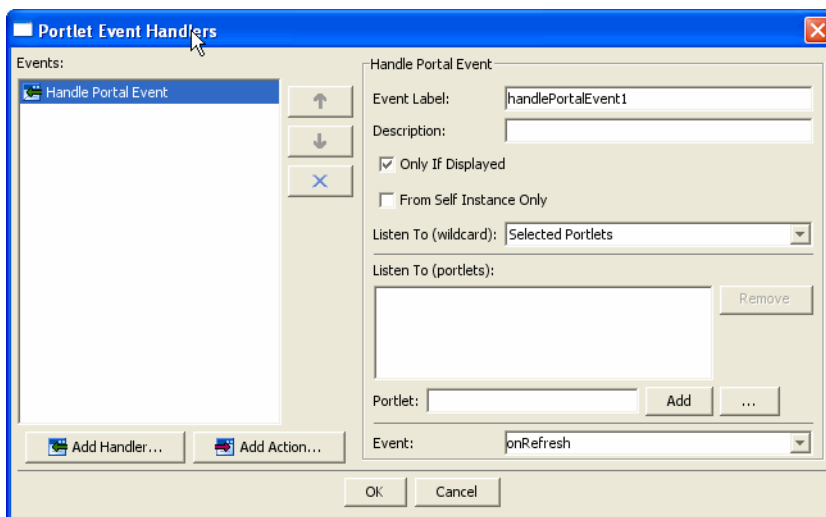 Portlet Event Handlers
Events:
Handle Portal Event
Add Handler...
Add Action...
Handle Portal Event
Event Label: handlePortalEvent1
Description:
Only If Displayed
From Self Instance Only
Listen To (wildcard): Selected Portlets
Listen To (portlets):
Remove
Portlet: Add ...
Event: onRefresh
OK Cancel